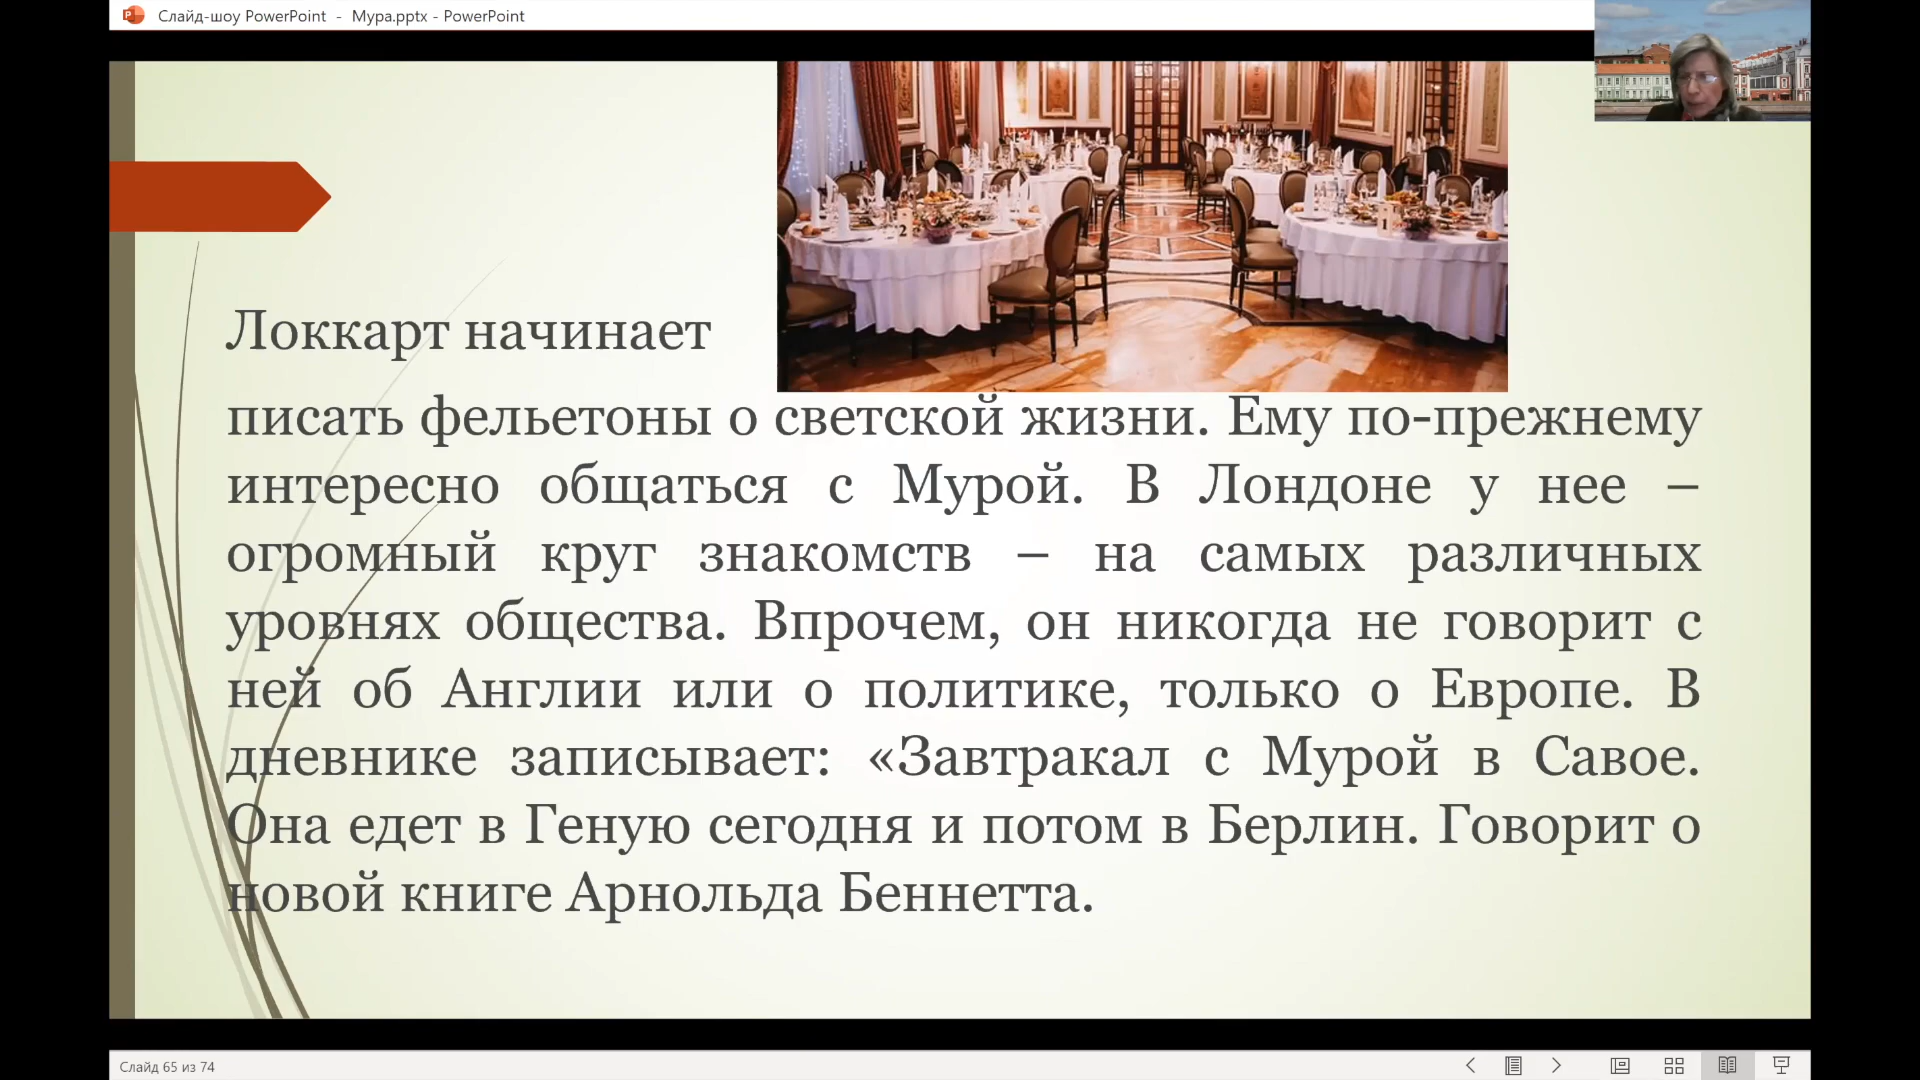 Слайд-шоу PowerPoint - Мура.pptx - PowerPoint
2
1
Локкарт начинает
писать фельетоны о светской жизни. Ему по-прежнему
интересно общаться с Мурой. В Лондоне у нее –
огромный круг знакомств – на самых различных
уровнях общества. Впрочем, он никогда не говорит с
ней об Англии или о политике, только о Европе. В
дневнике записывает: «Завтракал с Мурой в Савое.
Она едет в Геную сегодня и потом в Берлин. Говорит о
новой книге Арнольда Беннетта.
Слайд 65 из 74